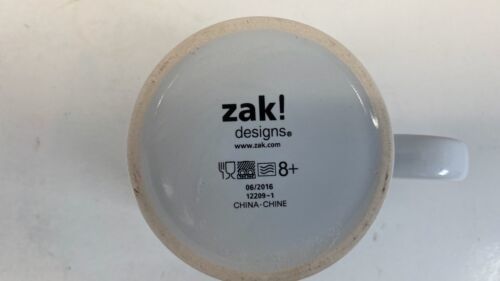 zak!
designs®
www.zak.com
8+
06/2016
12209-1
CHINA-CHINE